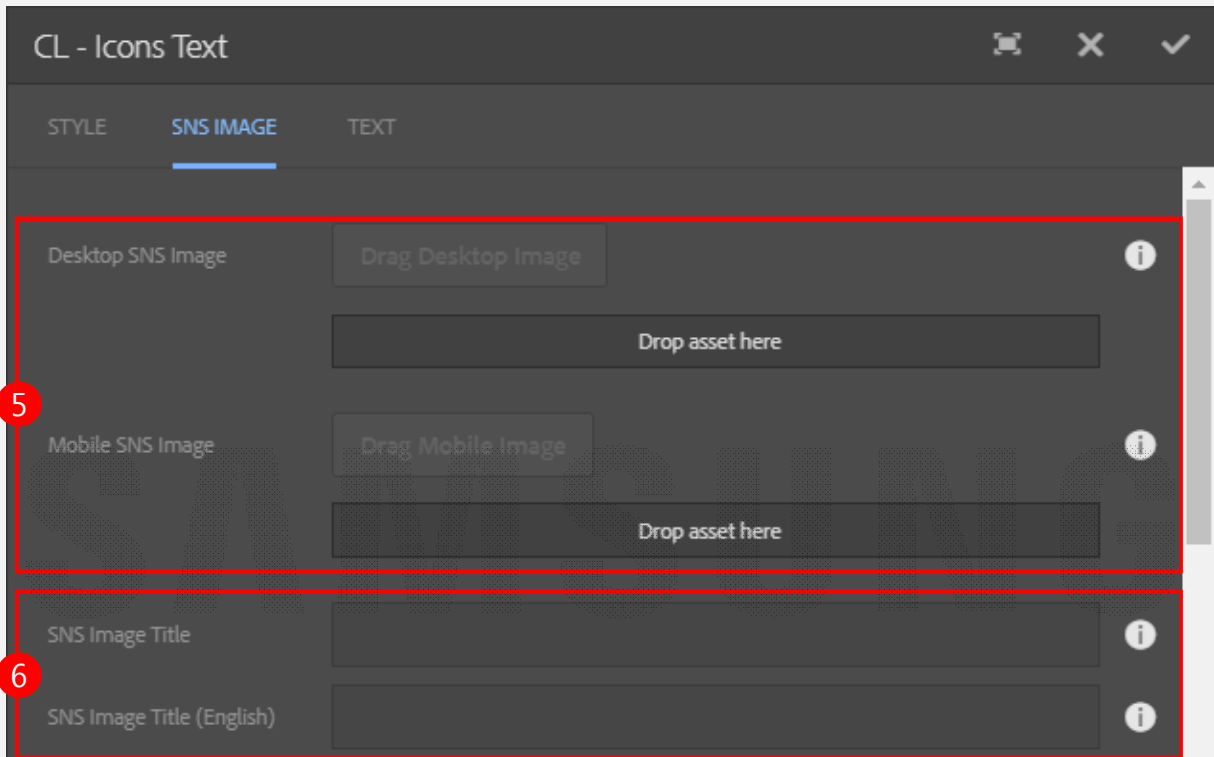 CL - Icons Text
STYLE SNS IMAGE TEXT
Desktop SNS Image Drag Desktop Image
Drop asset here
5
Mobile SNS Image Drag Mobile Image
SAMSUNG
Drop asset here
SNS Image Title
6
SNS Image Title (English)